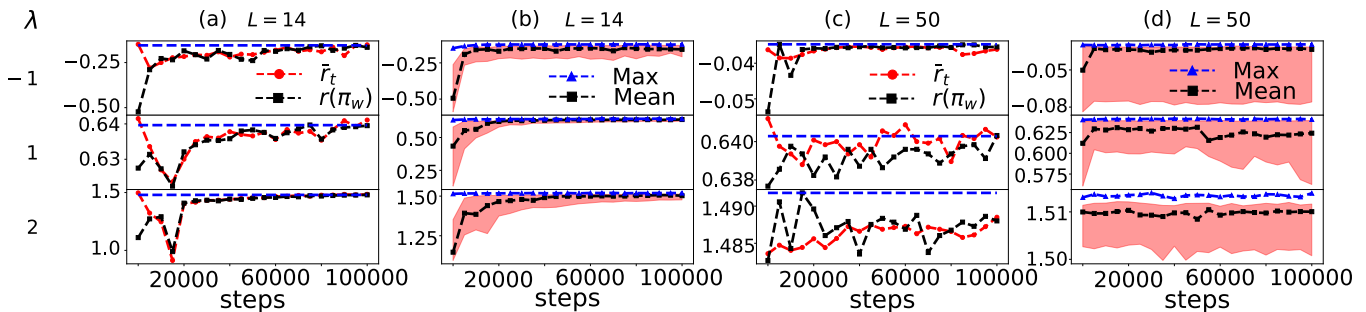 λ (a) L = 14 (b) L = 14 (c) L = 50 (d) L = 50
−1
−0.25
−0.50
r̄t
r(πw)
−0.25
−0.50
Max
Mean
−0.04
−0.05
r̄t
r(πw)
−0.05
−0.08
Max
Mean
1
0.64
0.63
0.50
0.25
0.640
0.638
0.625
0.600
2
1.5
1.0
1.50
1.25
1.490
1.485
1.51
1.50
20000 60000 100000
steps
20000 60000 100000
steps
20000 60000 100000
steps
20000 60000 100000
steps